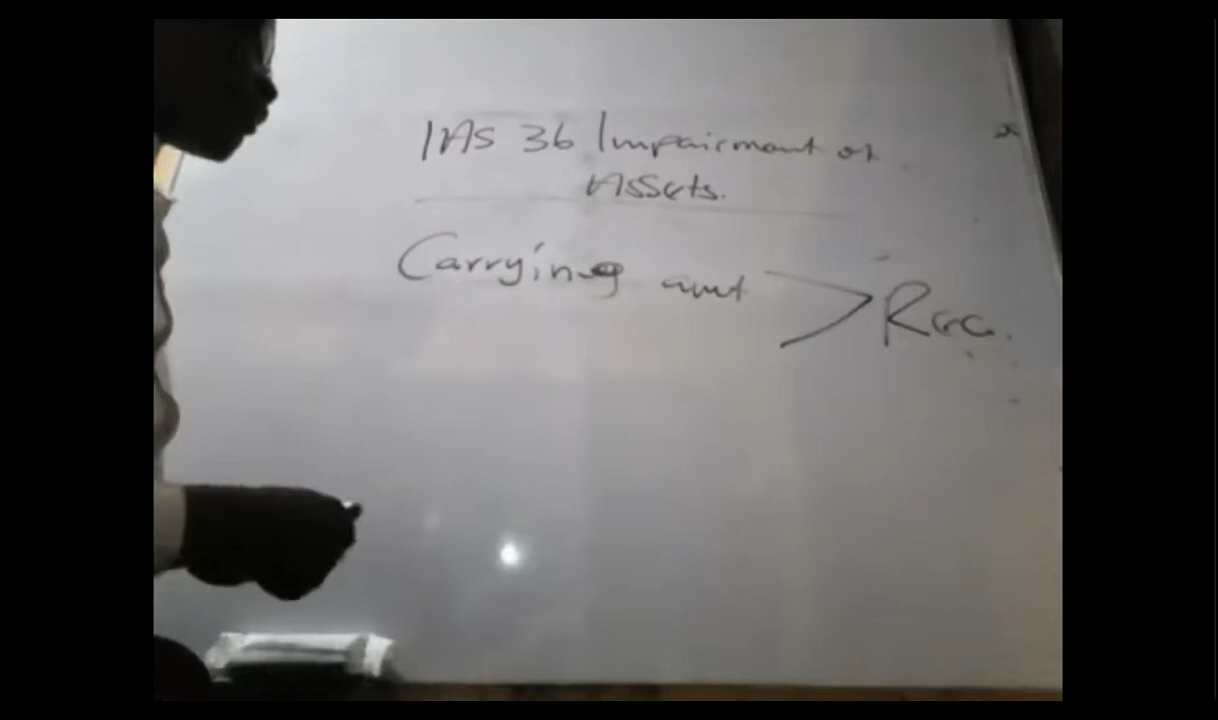 IAS 36 Impairment of
Assets.
Carrying amt > Rec.